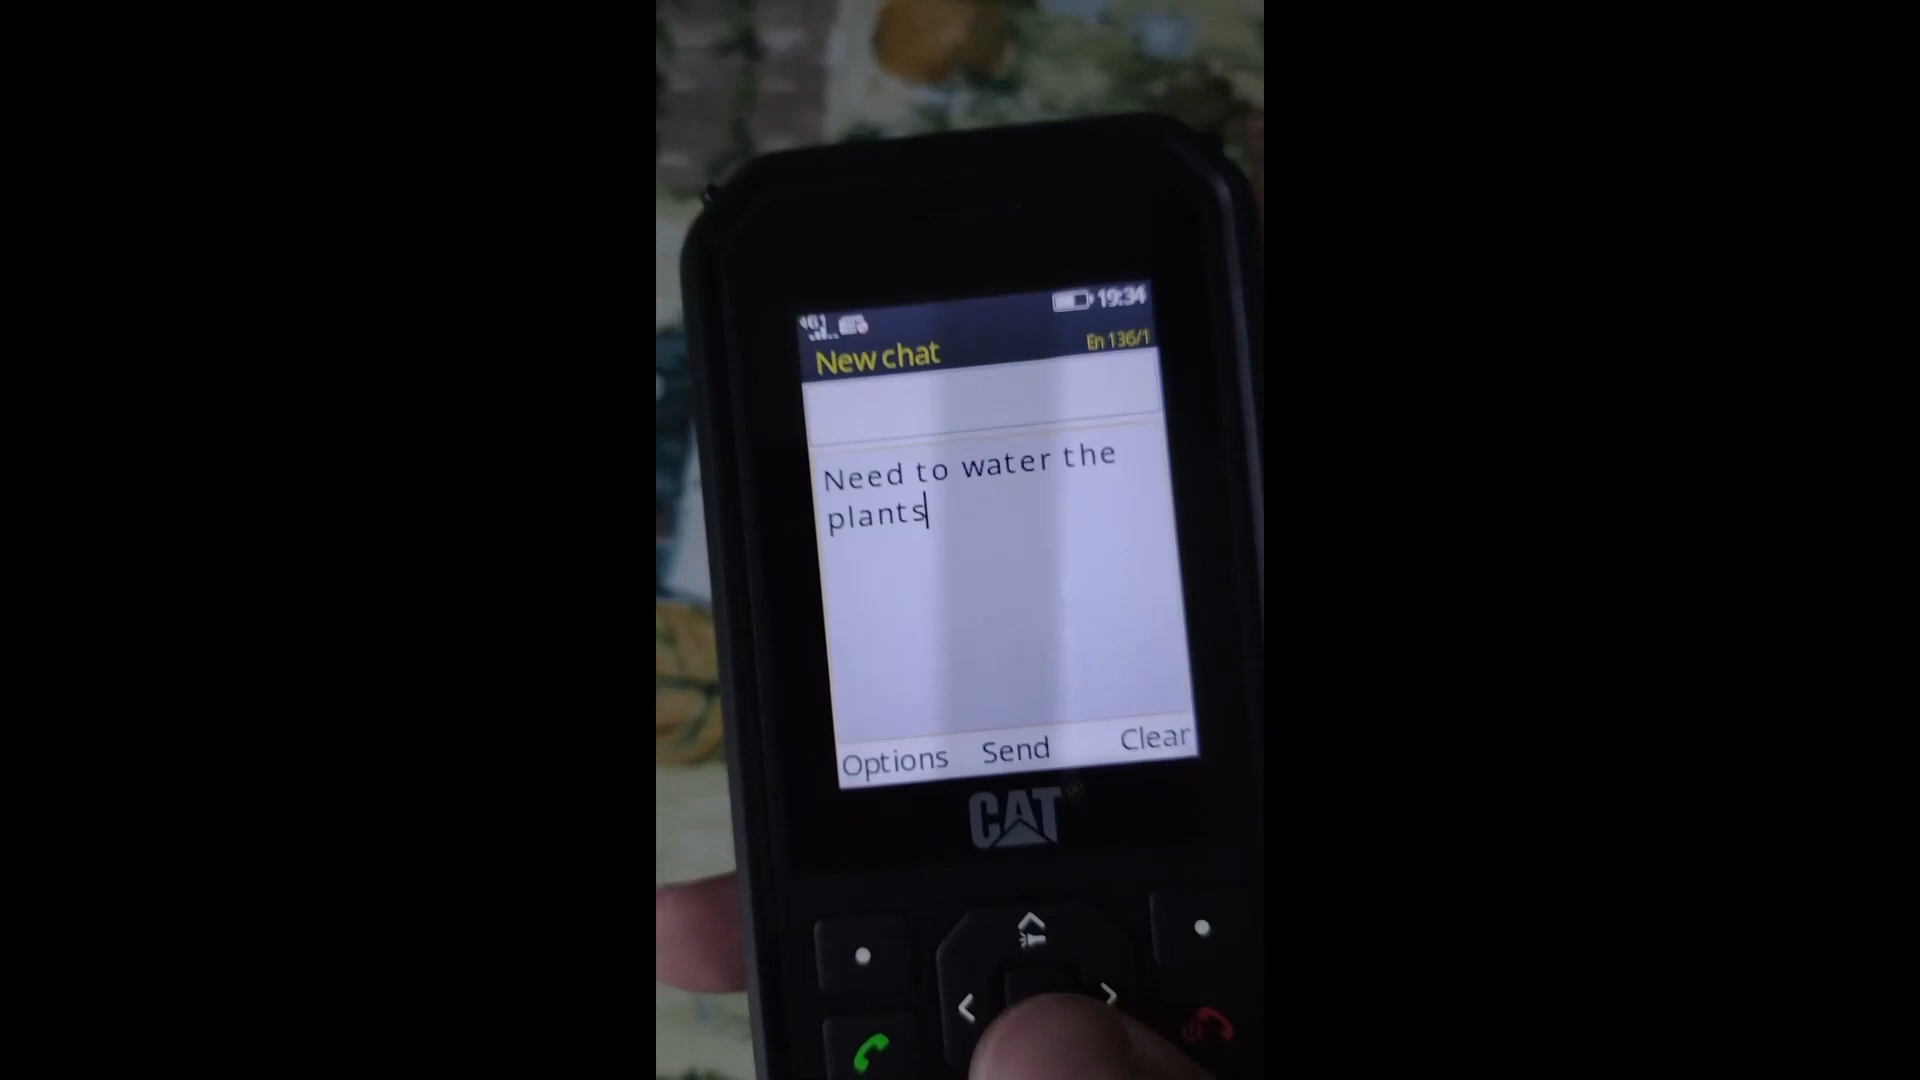 19:34
New chat En 136/1
Need to water the
plants
Options Send Clear
CAT